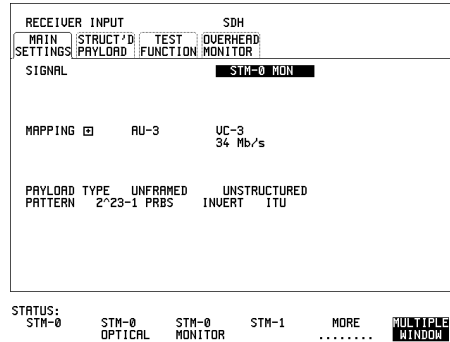 RECEIVER INPUT SDH
MAIN STRUCT'D TEST OVERHEAD
SETTINGS PAYLOAD FUNCTION MONITOR
SIGNAL STM-0 MON
MAPPING AU-3 VC-3
34 Mb/s
PAYLOAD TYPE UNFRAMED UNSTRUCTURED
PATTERN 2^23-1 PRBS INVERT ITU
STATUS:
STM-0 STM-0 STM-0 STM-1 MORE MULTIPLE
OPTICAL MONITOR ........ WINDOW